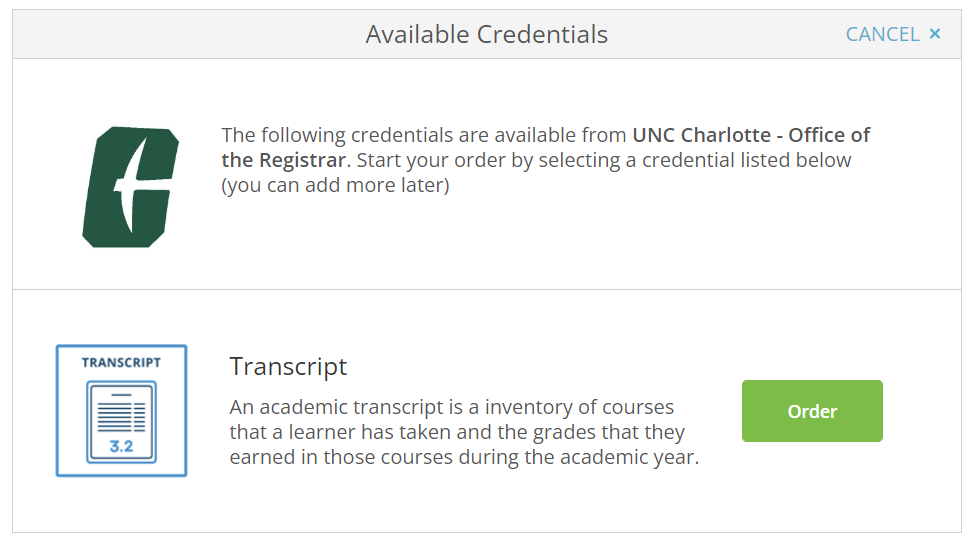 Available Credentials
CANCEL ×
The following credentials are available from UNC Charlotte - Office of
the Registrar. Start your order by selecting a credential listed below
(you can add more later)
TRANSCRIPT
3.2
Transcript
An academic transcript is a inventory of courses
that a learner has taken and the grades that they
earned in those courses during the academic year.
Order